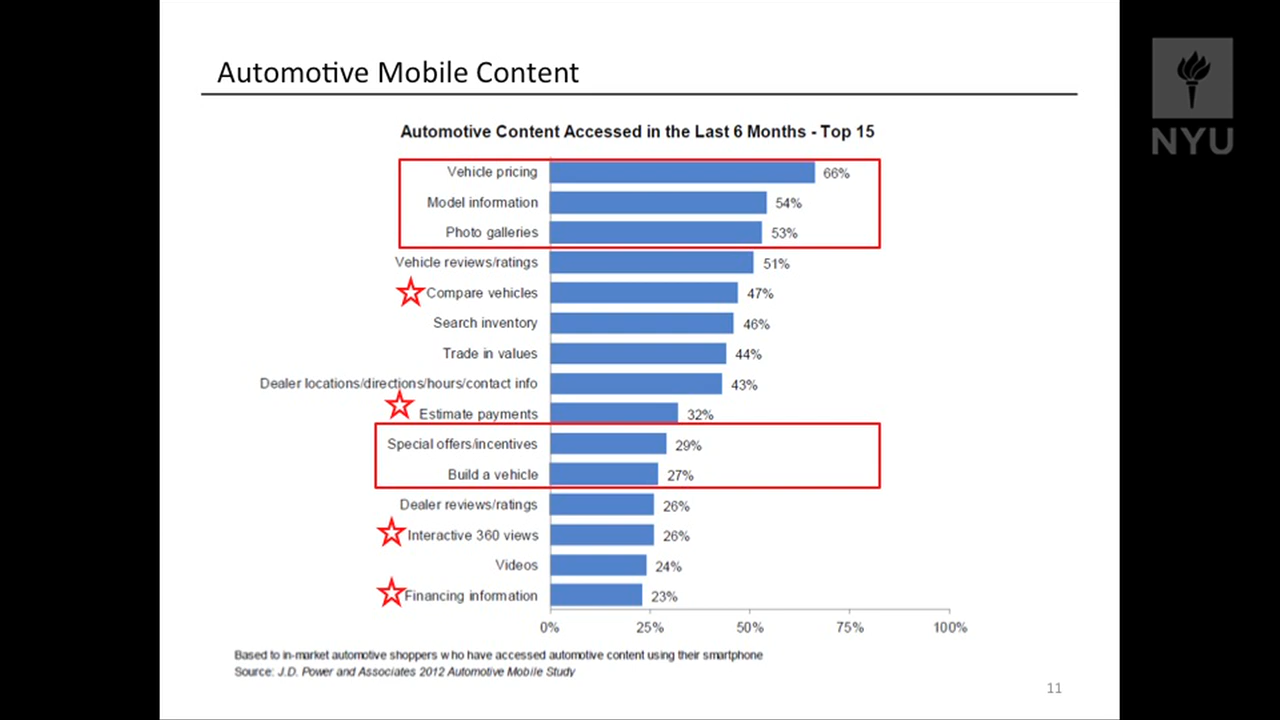 Automotive Mobile Content
NYU
Automotive Content Accessed in the Last 6 Months - Top 15
Vehicle pricing 66%
Model information 54%
Photo galleries 53%
Vehicle reviews/ratings 51%
Compare vehicles 47%
Search inventory 46%
Trade in values 44%
Dealer locations/directions/hours/contact info 43%
Estimate payments 32%
Special offers/incentives 29%
Build a vehicle 27%
Dealer reviews/ratings 26%
Interactive 360 views 26%
Videos 24%
Financing information 23%
0% 25% 50% 75% 100%
Based to in-market automotive shoppers who have accessed automotive content using their smartphone
Source: J.D. Power and Associates 2012 Automotive Mobile Study
11